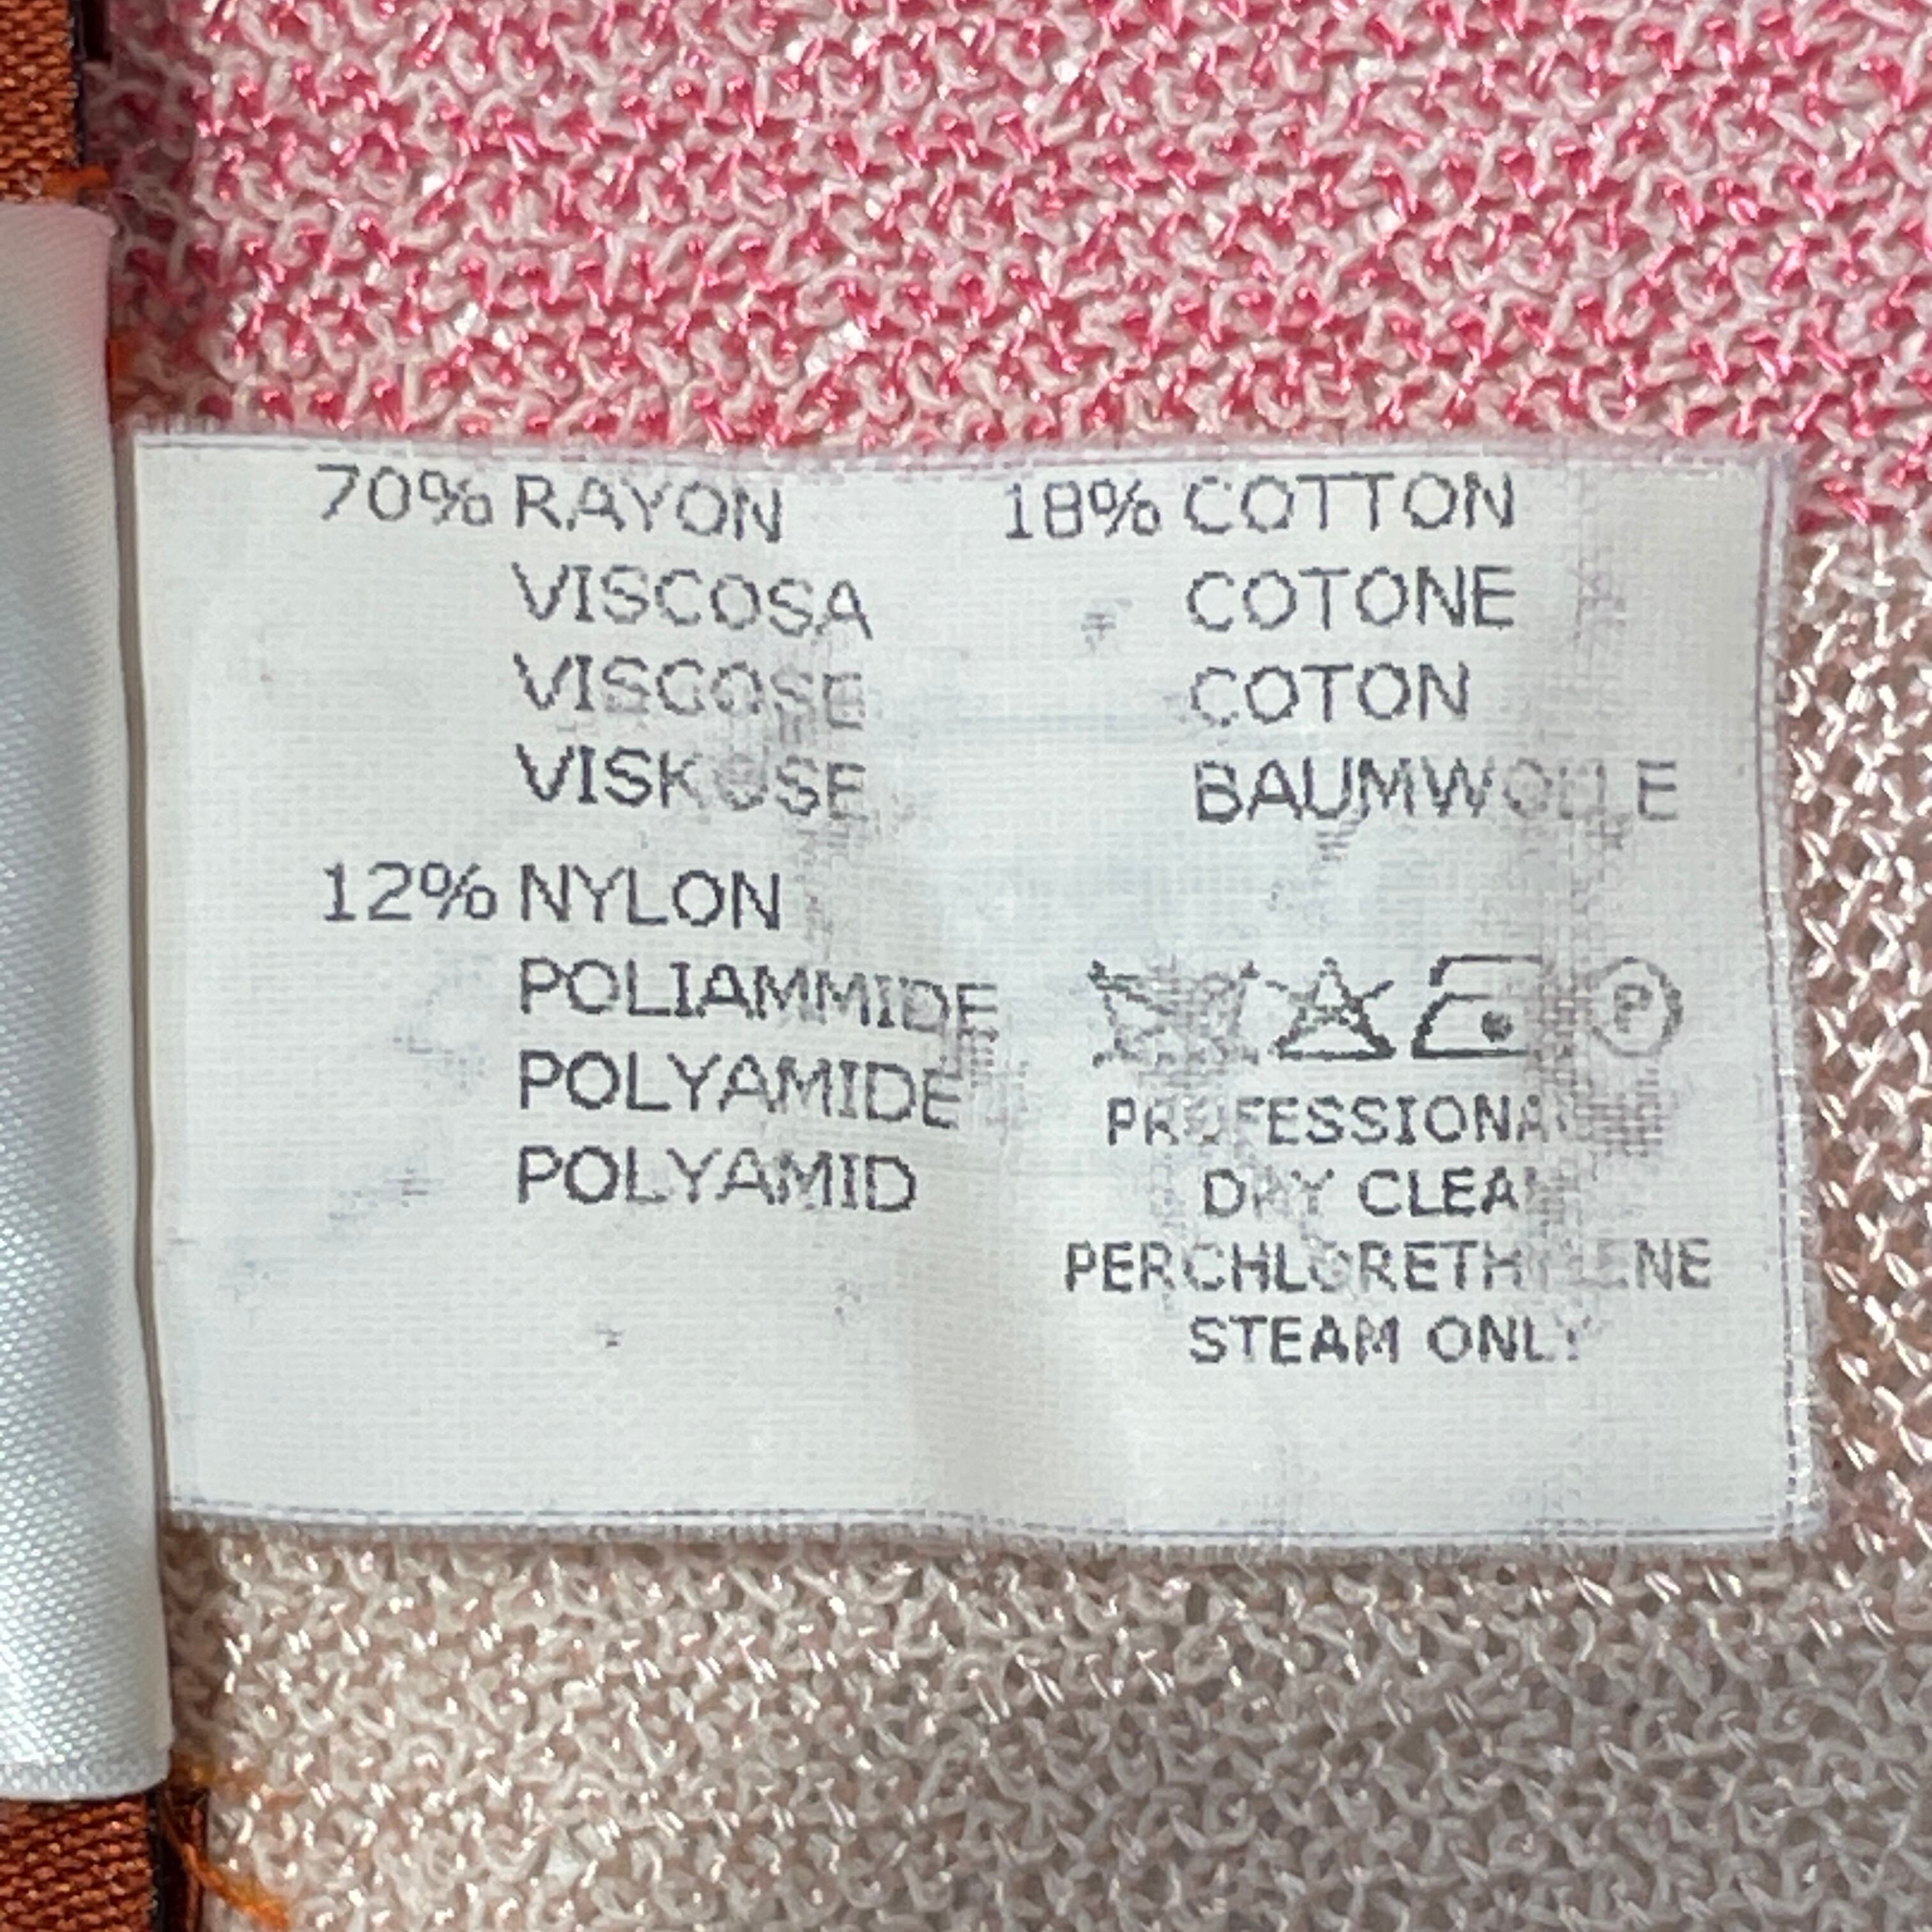 70% RAYON
VISCOSA
VISCOSE
VISKOSE
12% NYLON
POLIAMMIDE
POLYAMIDE
POLYAMID
18% COTTON
COTONE
COTON
BAUMWOLLE
P
PROFESSIONAL
DRY CLEAN
PERCHLORETHYLENE
STEAM ONLY